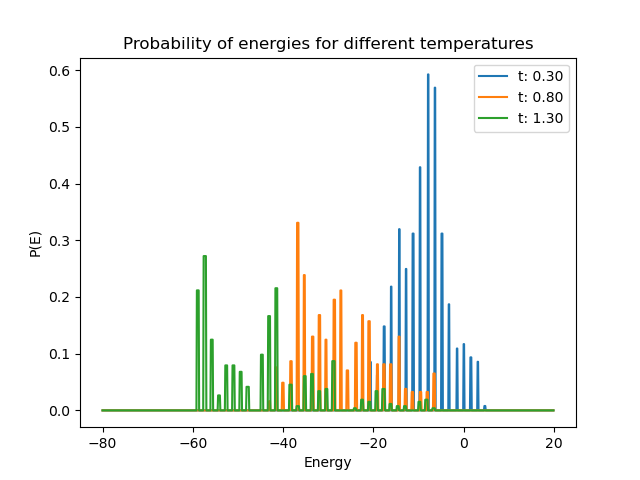 Probability of energies for different temperatures
t: 0.30
t: 0.80
t: 1.30
P(E)
0.6
0.5
0.4
0.3
0.2
0.1
0.0
−80 −60 −40 −20 0 20
Energy